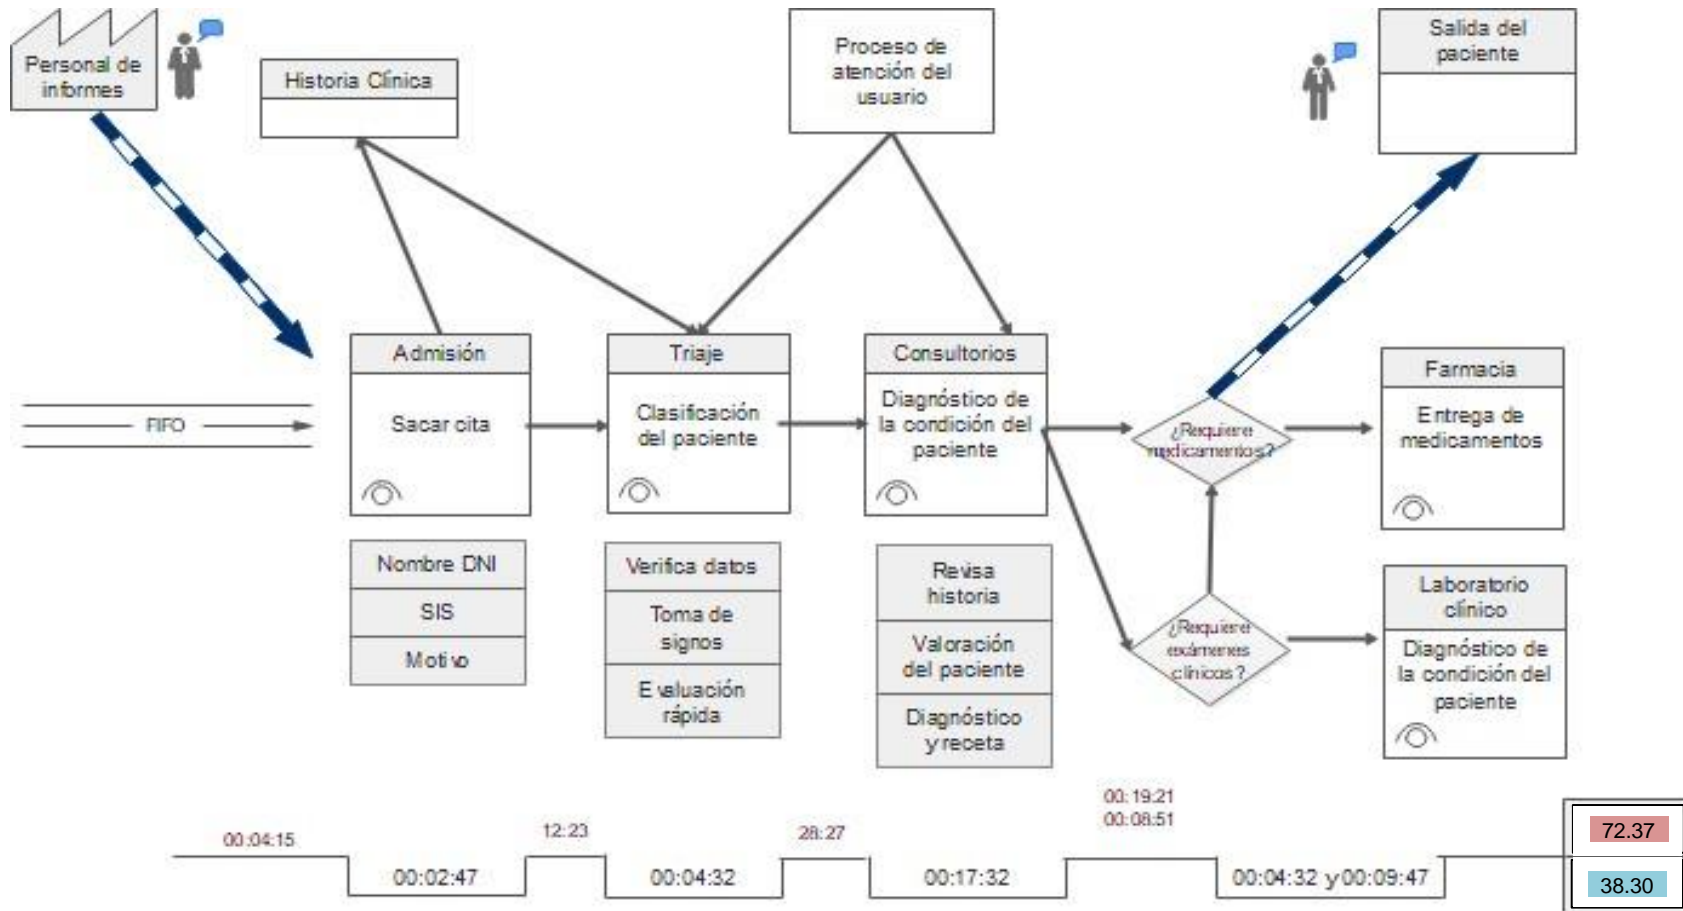 Personal de
informes
Historia Clínica
Proceso de
atención del
usuario
Salida del
paciente
FIFO
Admisión
Sacar cita
Triaje
Clasificación
del paciente
Consultorios
Diagnóstico de
la condición del
paciente
¿Requiere
medicamentos?
Farmacia
Entrega de
medicamentos
Nombre DNI
SIS
Motivo
Verifica datos
Toma de
signos
Evaluación
rápida
Revisa
historia
Valoración
del paciente
Diagnóstico
y receta
¿Requiere
exámenes
clínicos?
Laboratorio
clínico
Diagnóstico de
la condición del
paciente
00:04:15
12:23
28:27
00:19:21
00:08:51
72.37
00:02:47
00:04:32
00:17:32
00:04:32 y 00:09:47
38.30